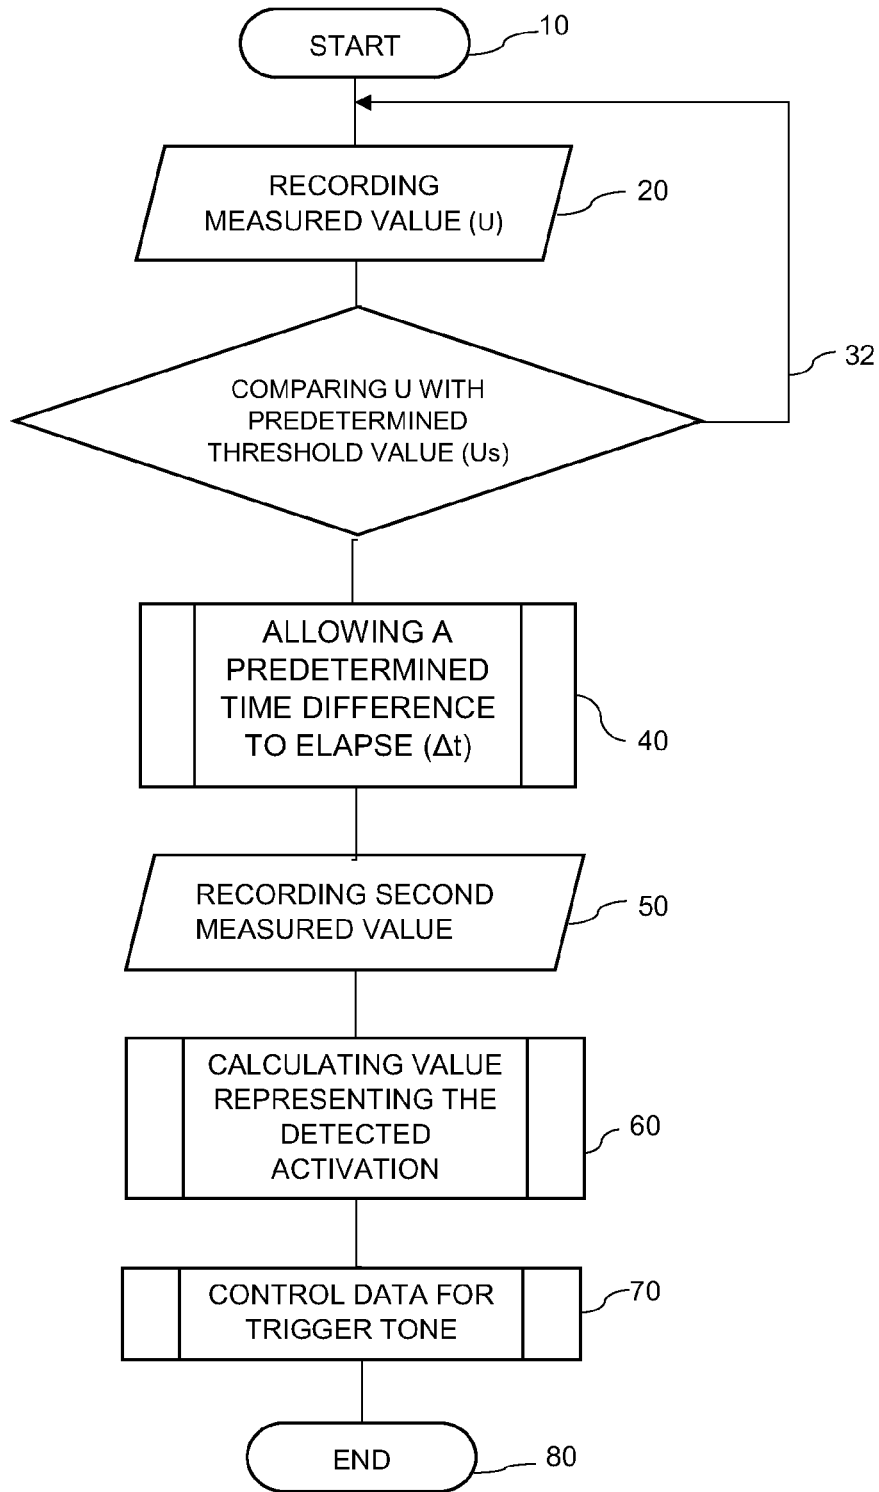 START
10
RECORDING
MEASURED VALUE (U)
20
COMPARING U WITH
PREDETERMINED
THRESHOLD VALUE (Us)
32
ALLOWING A
PREDETERMINED
TIME DIFFERENCE
TO ELAPSE (Δt)
40
RECORDING SECOND
MEASURED VALUE
50
CALCULATING VALUE
REPRESENTING THE
DETECTED
ACTIVATION
60
CONTROL DATA FOR
TRIGGER TONE
70
END
80